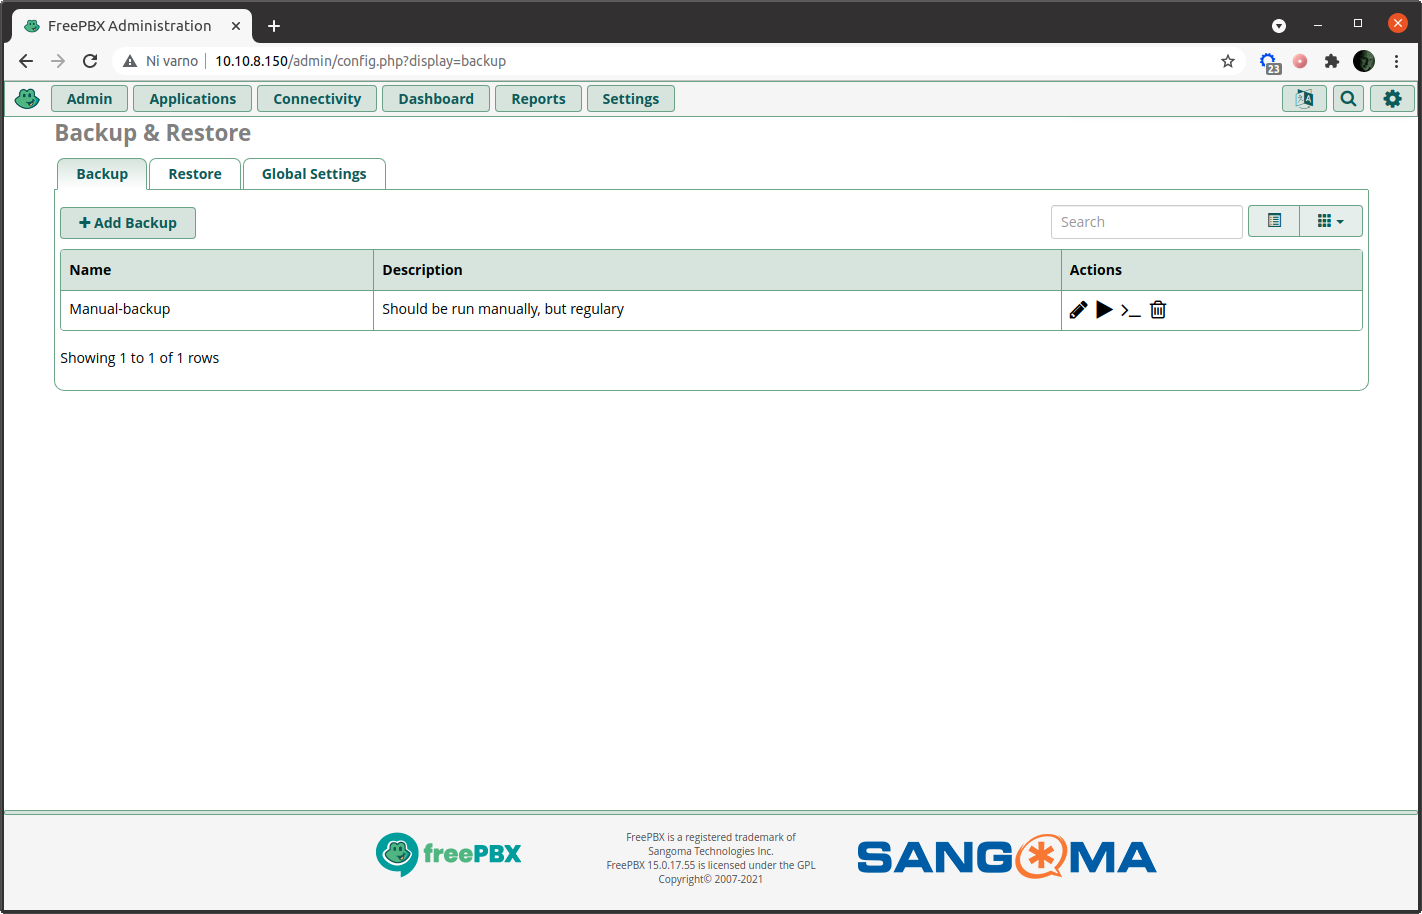 FreePBX Administration
Ni varno
10.10.8.150/admin/config.php?display=backup
23
Admin
Applications
Connectivity
Dashboard
Reports
Settings
Backup & Restore
Backup
Restore
Global Settings
Add Backup
Search
Name
Description
Actions
Manual-backup
Should be run manually, but regulary
Showing 1 to 1 of 1 rows
freePBX
FreePBX is a registered trademark of
Sangoma Technologies Inc.
FreePBX 15.0.17.55 is licensed under the GPL
Copyright© 2007-2021
SANGOMA